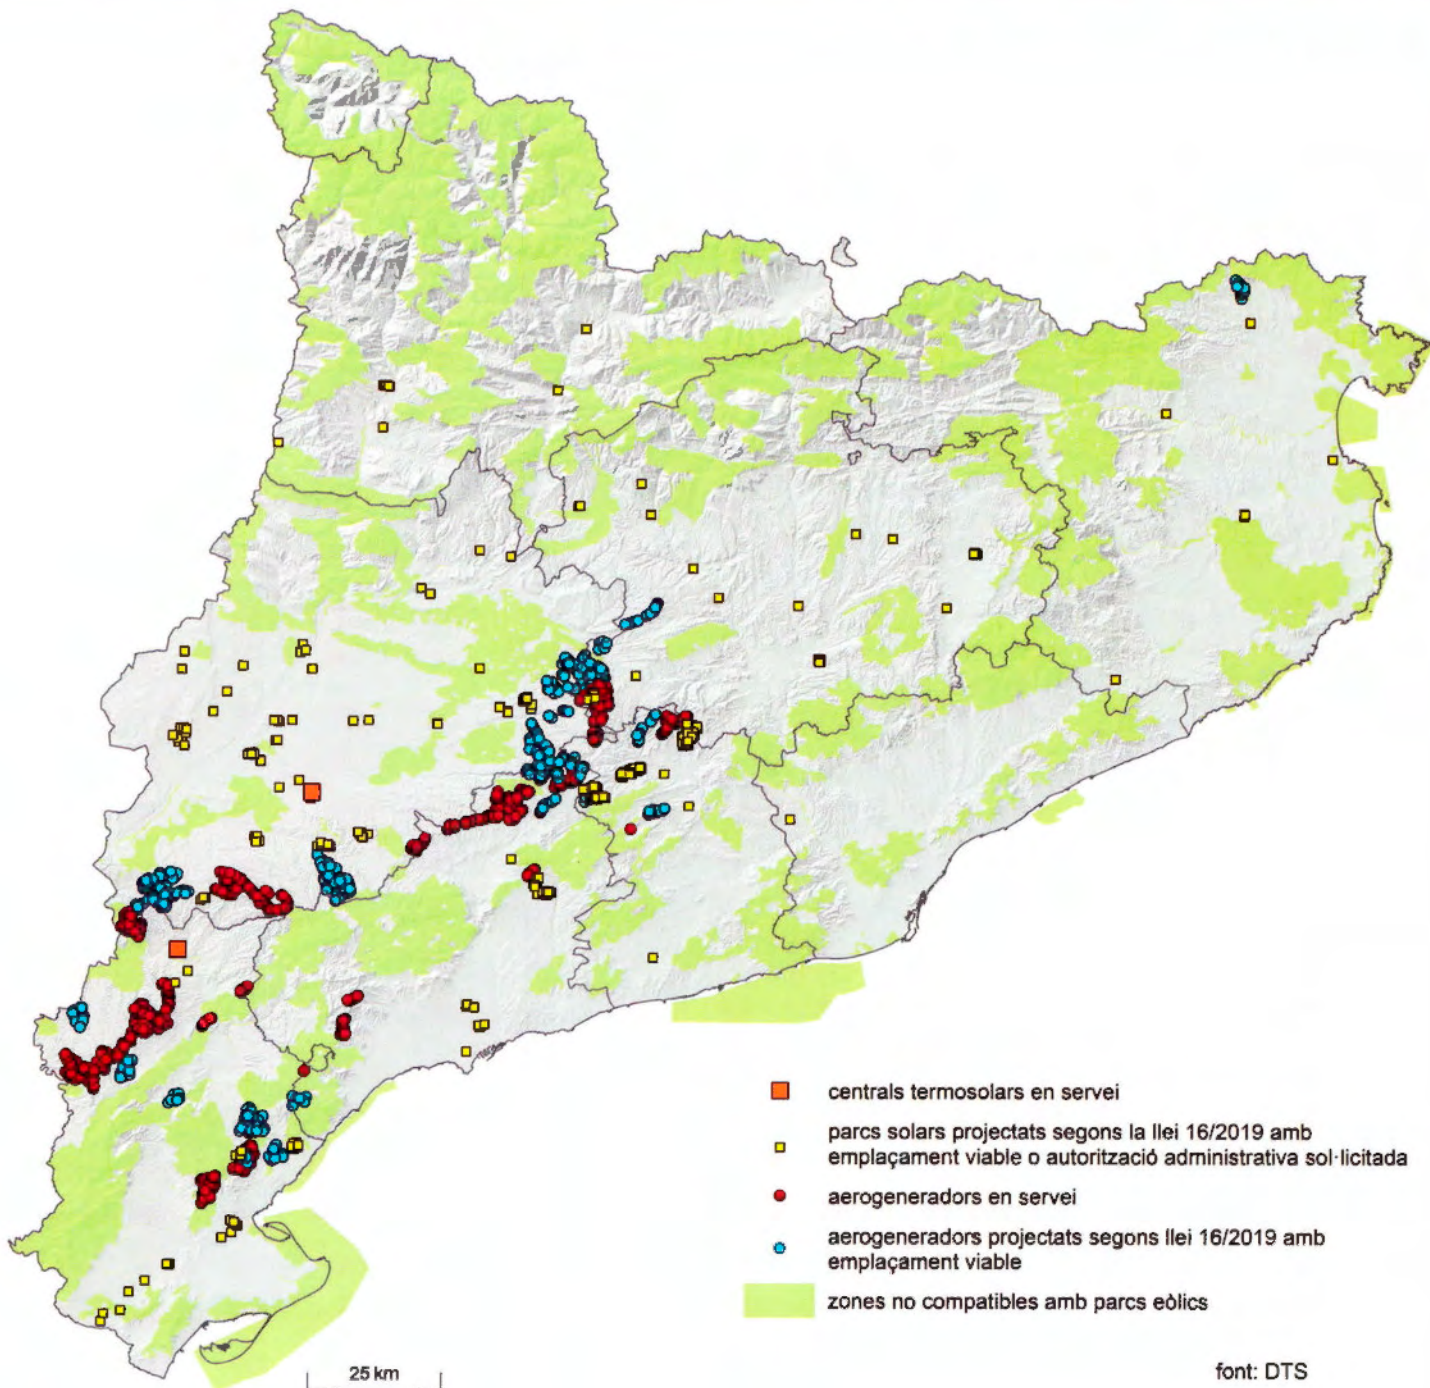 centrals termosolars en servei
parcs solars projectats segons la llei 16/2019 amb
emplaçament viable o autorització administrativa sol·licitada
aerogeneradors en servei
aerogeneradors projectats segons llei 16/2019 amb
emplaçament viable
zones no compatibles amb parcs eòlics
25 km
font: DTS